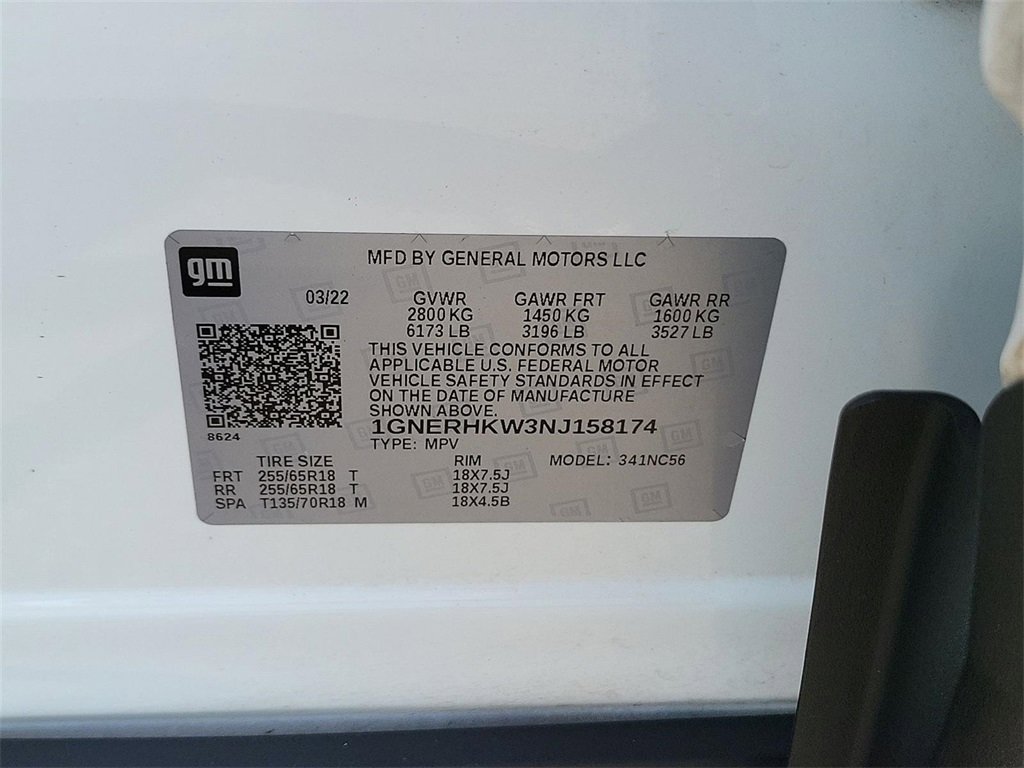 gm
MFD BY GENERAL MOTORS LLC
03/22 GVWR GAWR FRT GAWR RR
2800 KG 1450 KG 1600 KG
6173 LB 3196 LB 3527 LB
THIS VEHICLE CONFORMS TO ALL
APPLICABLE U.S. FEDERAL MOTOR
VEHICLE SAFETY STANDARDS IN EFFECT
ON THE DATE OF MANUFACTURE
SHOWN ABOVE.
1GNERHKW3NJ158174
8624
TYPE: MPV
TIRE SIZE RIM MODEL: 341NC56
FRT 255/65R18 T 18X7.5J
RR 255/65R18 T 18X7.5J
SPA T135/70R18 M 18X4.5B